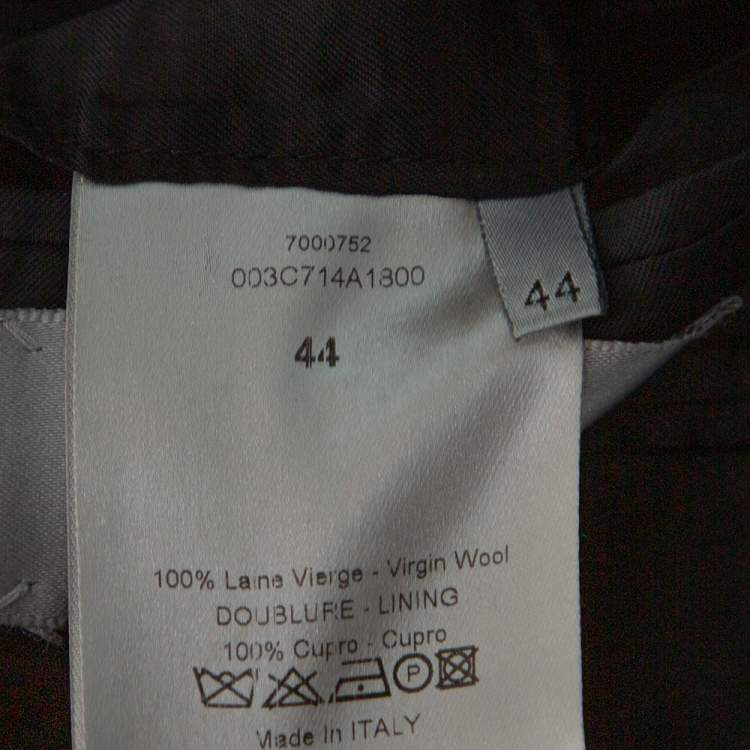 7000752
003C714A1800
44
44
100% Laine Vierge - Virgin Wool
DOUBLURE - LINING
100% Cupro - Cupro
P
Made In ITALY